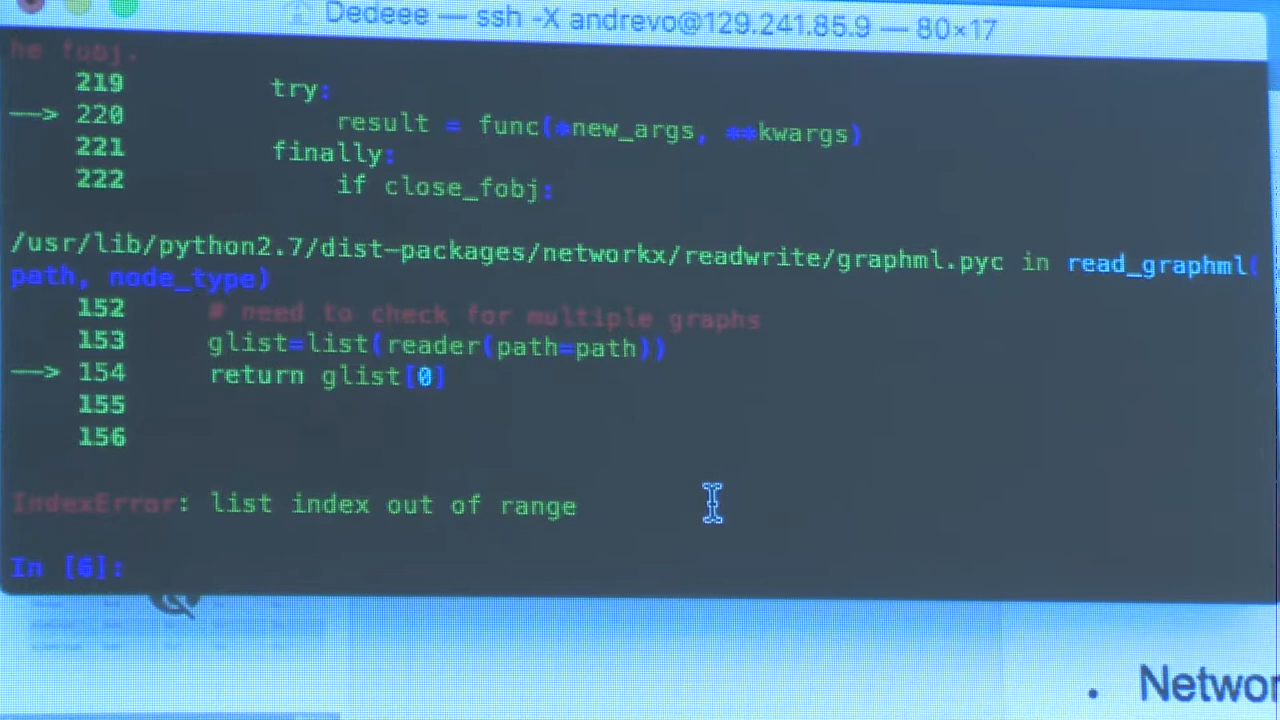 Dedeee — ssh -X andrevo@129.241.85.9 — 80×17
he fobj.
219 try:
——> 220 result = func(*new_args, **kwargs)
221 finally:
222 if close_fobj:
/usr/lib/python2.7/dist-packages/networkx/readwrite/graphml.pyc in read_graphml(
path, node_type)
152 # need to check for multiple graphs
153 glist=list(reader(path=path))
——> 154 return glist[0]
155
156
IndexError: list index out of range
In [6]:
• Networ